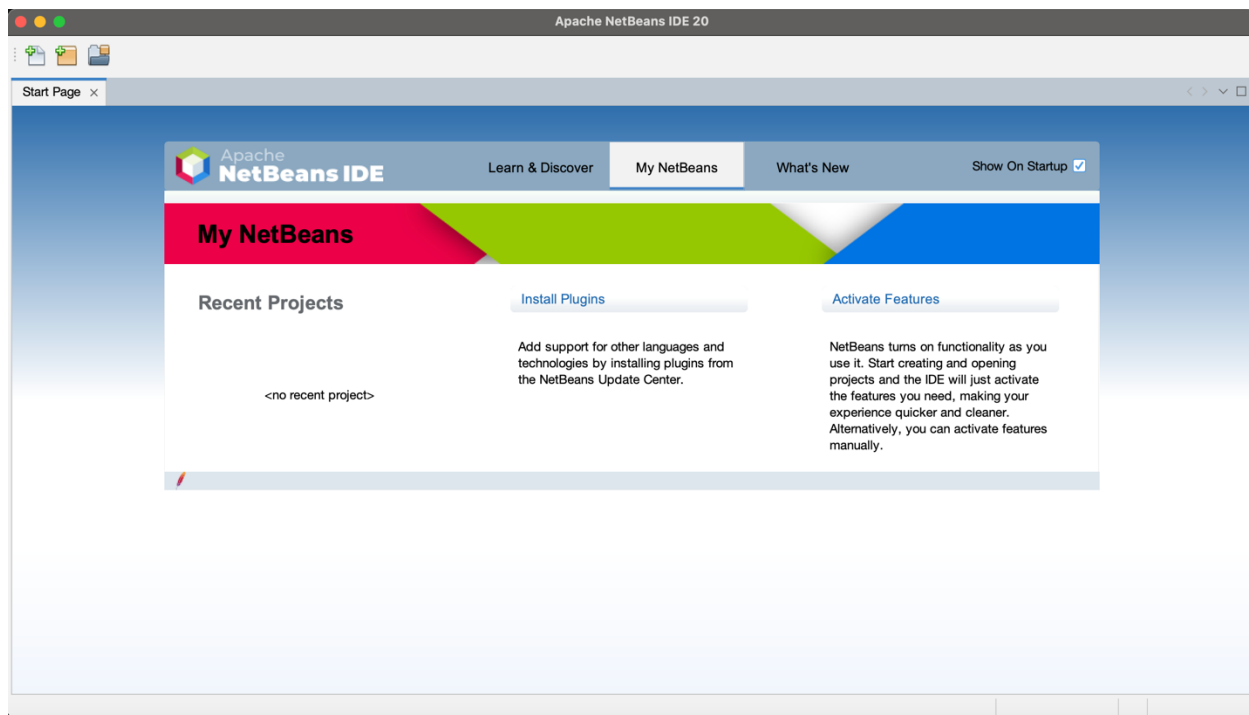 Apache NetBeans IDE 20
Start Page
Apache
NetBeans IDE
Learn & Discover
My NetBeans
What's New
Show On Startup
My NetBeans
Recent Projects
<no recent project>
Install Plugins
Add support for other languages and
technologies by installing plugins from
the NetBeans Update Center.
Activate Features
NetBeans turns on functionality as you
use it. Start creating and opening
projects and the IDE will just activate
the features you need, making your
experience quicker and cleaner.
Alternatively, you can activate features
manually.